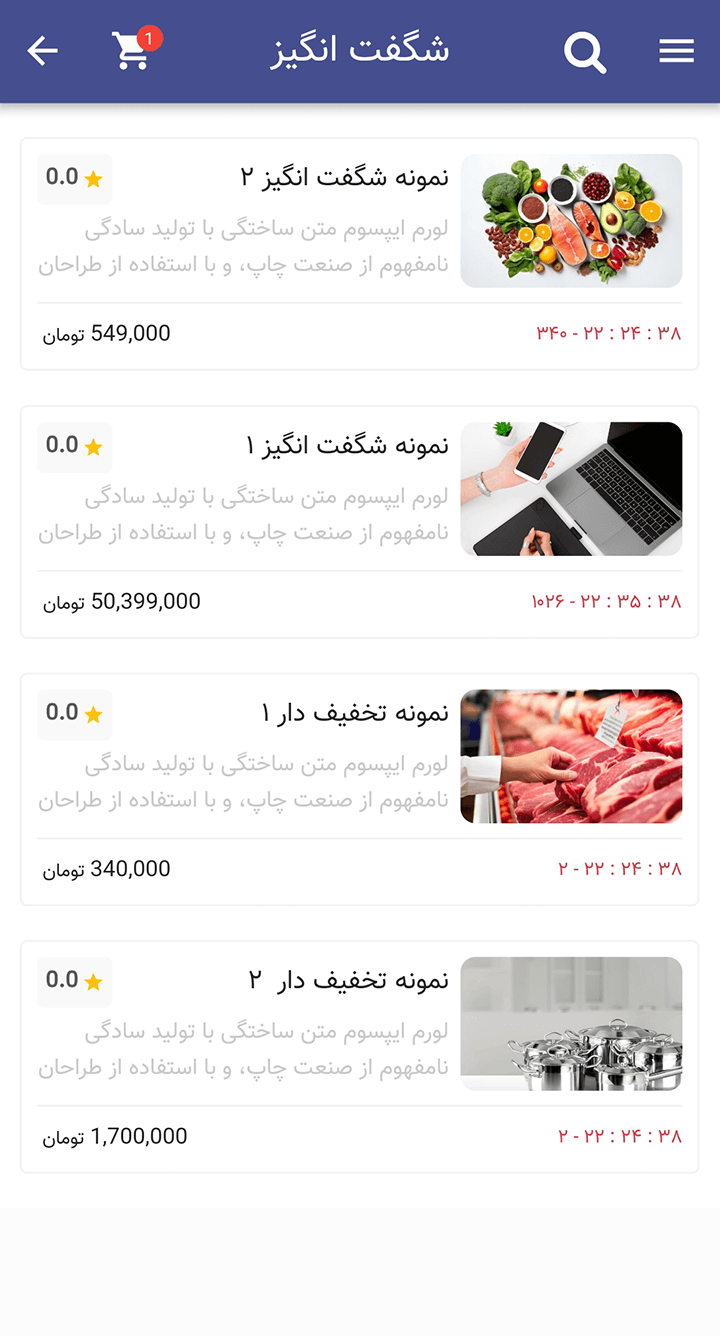 شگفت انگیز
1
نمونه شگفت انگیز ۲
0.0
لورم ایپسوم متن ساختگی با تولید سادگی
نامفهوم از صنعت چاپ، و با استفاده از طراحان
۳۴۰ - ۲۲ : ۲۴ : ۳۸
549,000 تومان
نمونه شگفت انگیز ۱
0.0
لورم ایپسوم متن ساختگی با تولید سادگی
نامفهوم از صنعت چاپ، و با استفاده از طراحان
۱۰۲۶ - ۲۲ : ۳۵ : ۳۸
50,399,000 تومان
نمونه تخفیف دار ۱
0.0
لورم ایپسوم متن ساختگی با تولید سادگی
نامفهوم از صنعت چاپ، و با استفاده از طراحان
۲ - ۲۲ : ۲۴ : ۳۸
340,000 تومان
نمونه تخفیف دار ۲
0.0
لورم ایپسوم متن ساختگی با تولید سادگی
نامفهوم از صنعت چاپ، و با استفاده از طراحان
۲ - ۲۲ : ۲۴ : ۳۸
1,700,000 تومان